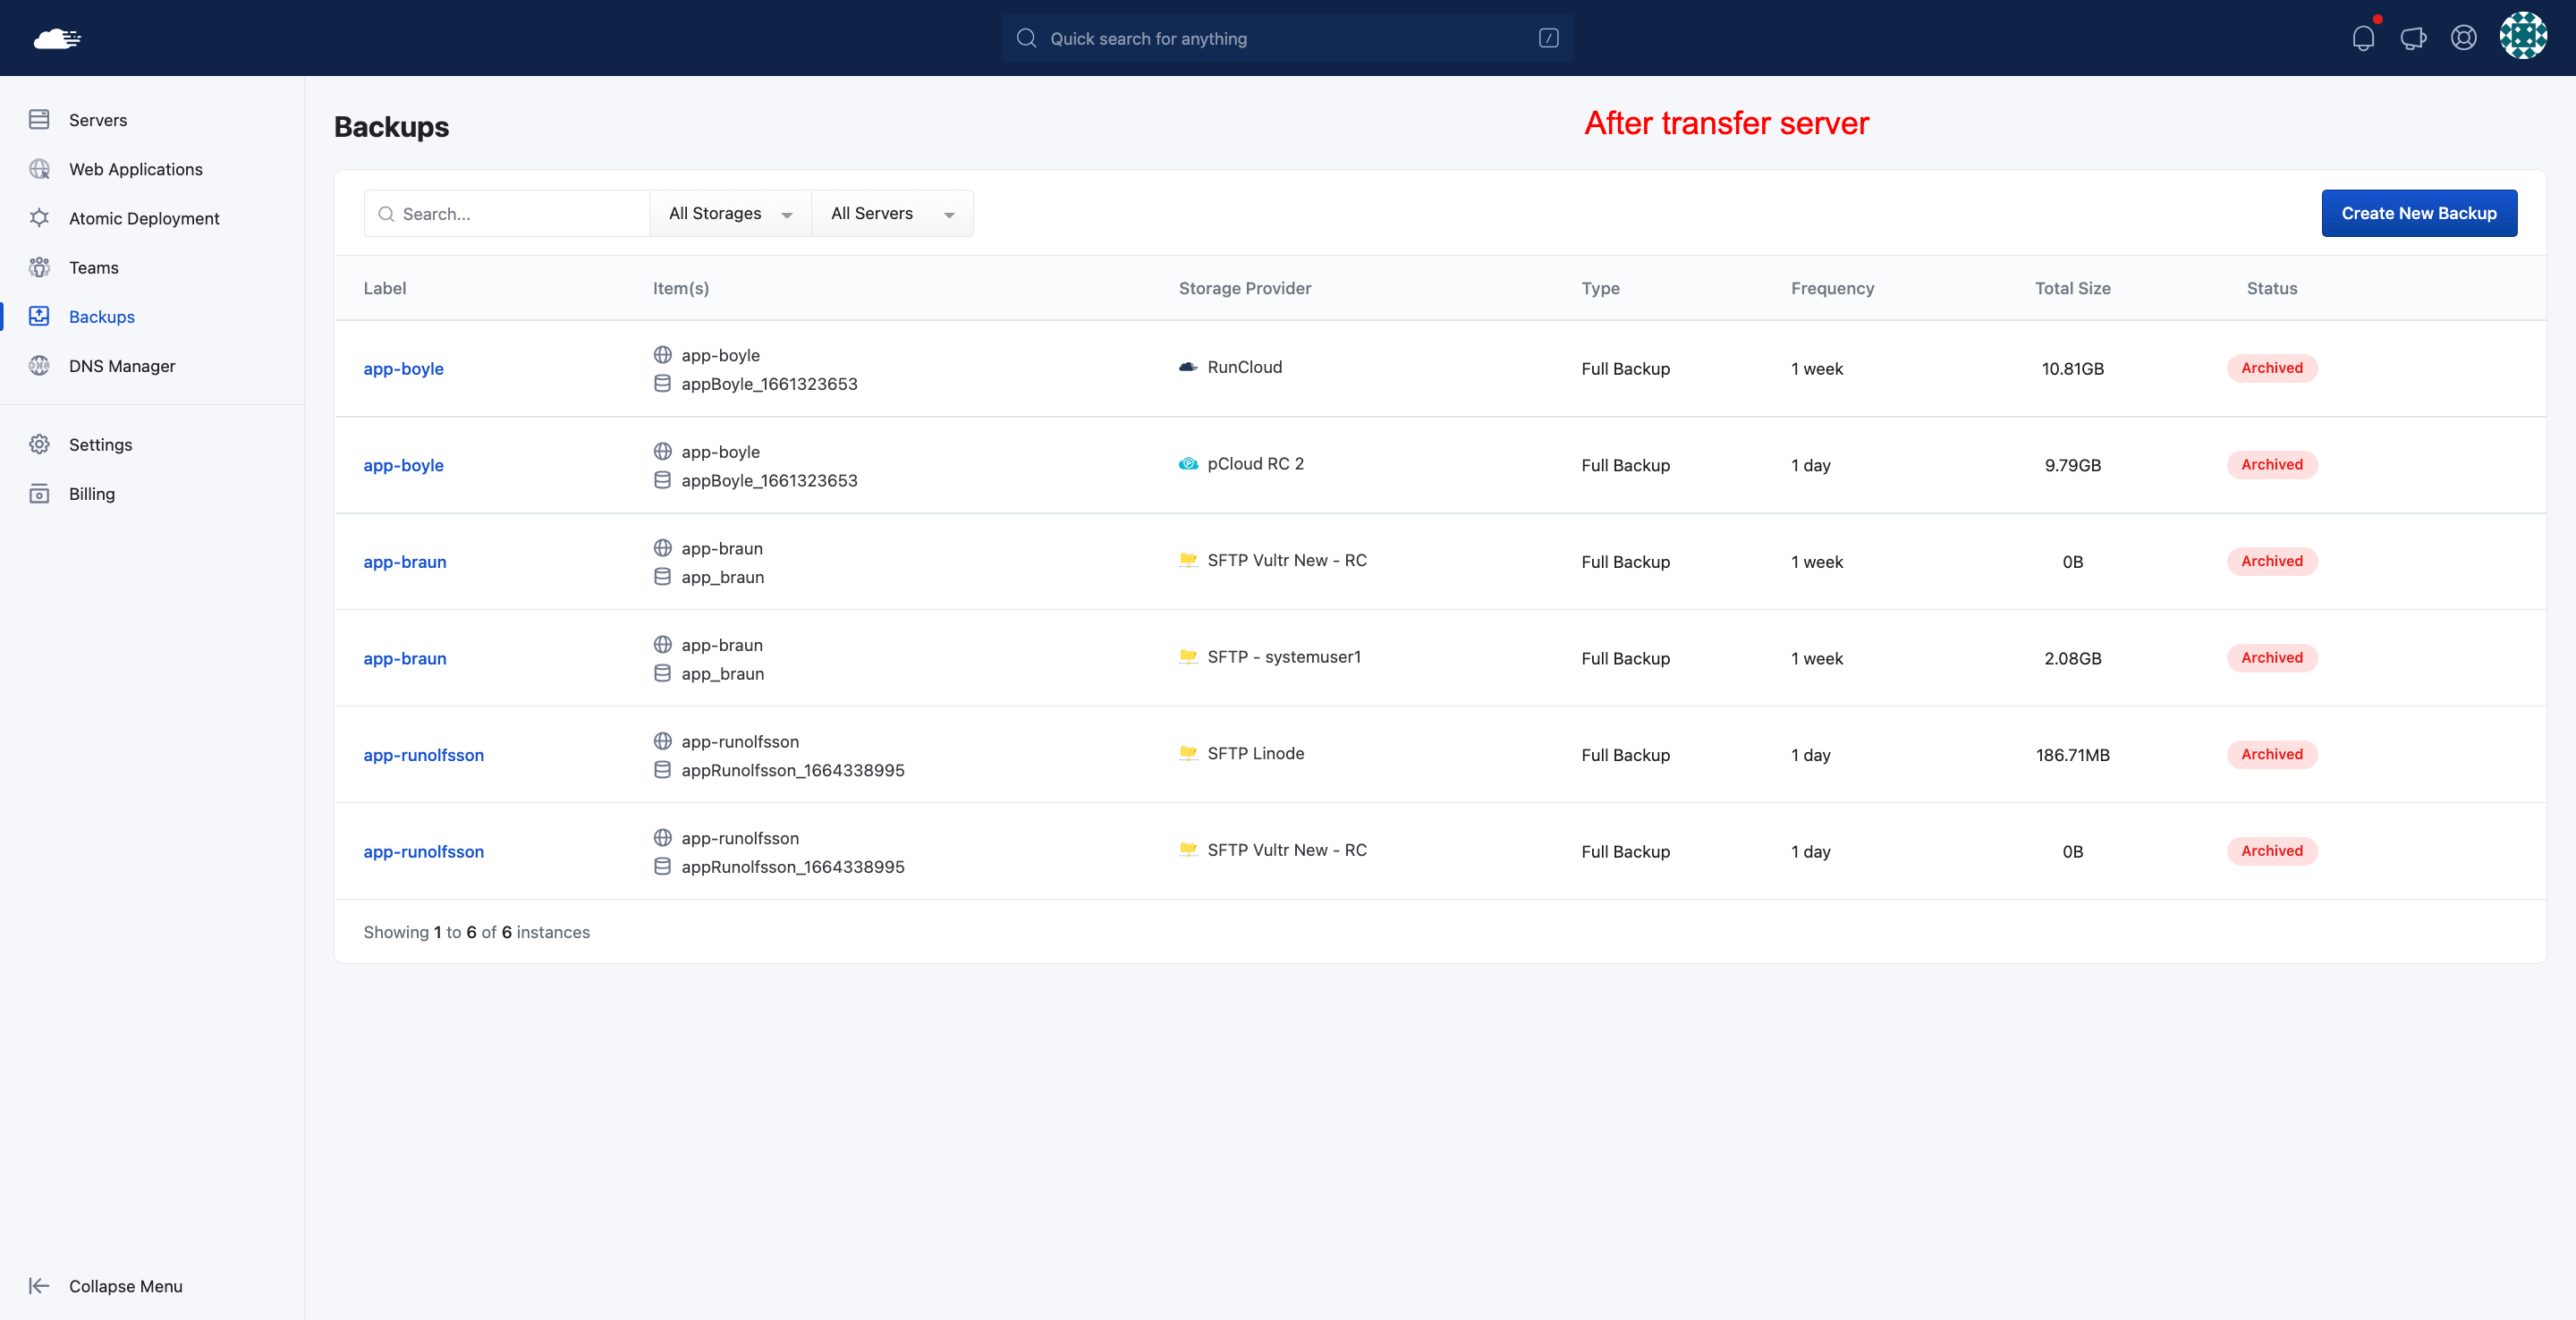 Quick search for anything /
Servers
Web Applications
Atomic Deployment
Teams
Backups
DNS Manager
Settings
Billing
Collapse Menu
Backups
After transfer server
Search...
All Storages
All Servers
Create New Backup
Label Item(s) Storage Provider Type Frequency Total Size Status
app-boyle app-boyle RunCloud Full Backup 1 week 10.81GB Archived
appBoyle_1661323653
app-boyle app-boyle pCloud RC 2 Full Backup 1 day 9.79GB Archived
appBoyle_1661323653
app-braun app-braun SFTP Vultr New - RC Full Backup 1 week 0B Archived
app_braun
app-braun app-braun SFTP - systemuser1 Full Backup 1 week 2.08GB Archived
app_braun
app-runolfsson app-runolfsson SFTP Linode Full Backup 1 day 186.71MB Archived
appRunolfsson_1664338995
app-runolfsson app-runolfsson SFTP Vultr New - RC Full Backup 1 day 0B Archived
appRunolfsson_1664338995
Showing 1 to 6 of 6 instances